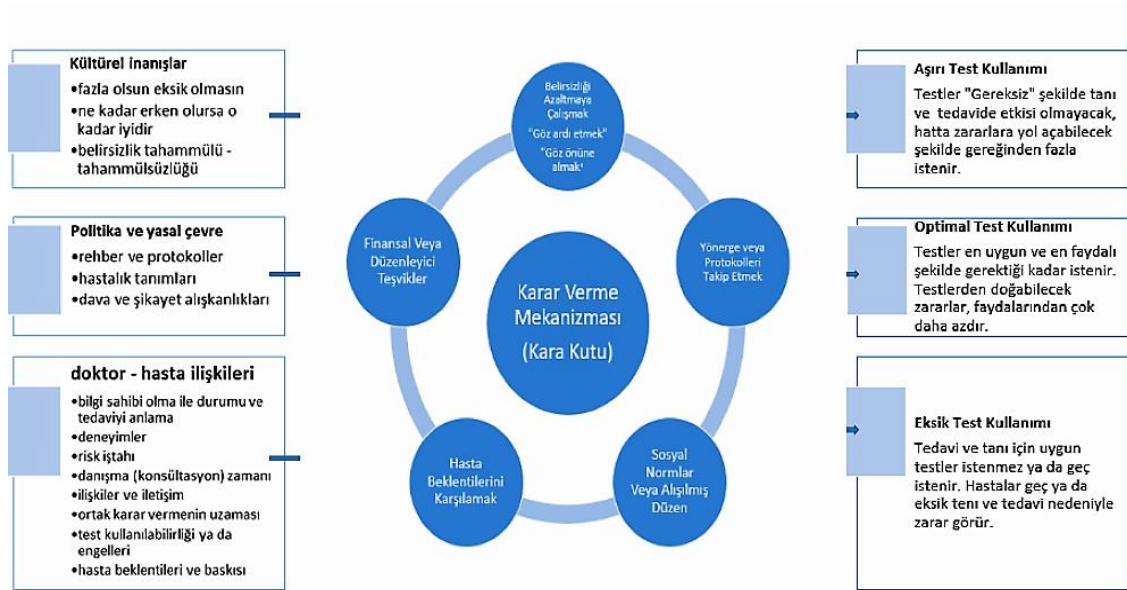 Kültürel inanışlar
•fazla olsun eksik olmasın
•ne kadar erken olursa o
kadar iyidir
•belirsizlik tahammülü -
tahammülsüzlüğü
Politika ve yasal çevre
•rehber ve protokoller
•hastalık tanımları
•dava ve şikayet alışkanlıkları
doktor - hasta ilişkileri
•bilgi sahibi olma ile durumu ve
tedaviyi anlama
•deneyimler
•risk iştahı
•danışma (konsültasyon) zamanı
•ilişkiler ve iletişim
•ortak karar vermenin uzaması
•test kullanılabilirliği ya da
engelleri
•hasta beklentileri ve baskısı
Belirsizliği
Azaltmaya
Çalışmak
"Göz ardı etmek"
"Göz önüne
almak"
Finansal Veya
Düzenleyici
Teşvikler
Yönerge veya
Protokolleri
Takip Etmek
Karar Verme
Mekanizması
(Kara Kutu)
Hasta
Beklentilerini
Karşılamak
Sosyal
Normlar
Veya Alışılmış
Düzen
Aşırı Test Kullanımı
Testler "Gereksiz" şekilde tanı
ve tedavide etkisi olmayacak,
hatta zararlara yol açabilecek
şekilde gereğinden fazla
istenir.
Optimal Test Kullanımı
Testler en uygun ve en faydalı
şekilde gerektiği kadar istenir.
Testlerden doğabilecek
zararlar, faydalarından çok
daha azdır.
Eksik Test Kullanımı
Tedavi ve tanı için uygun
testler istenmez ya da geç
istenir. Hastalar geç ya da
eksik tenı ve tedavi nedeniyle
zarar görür.